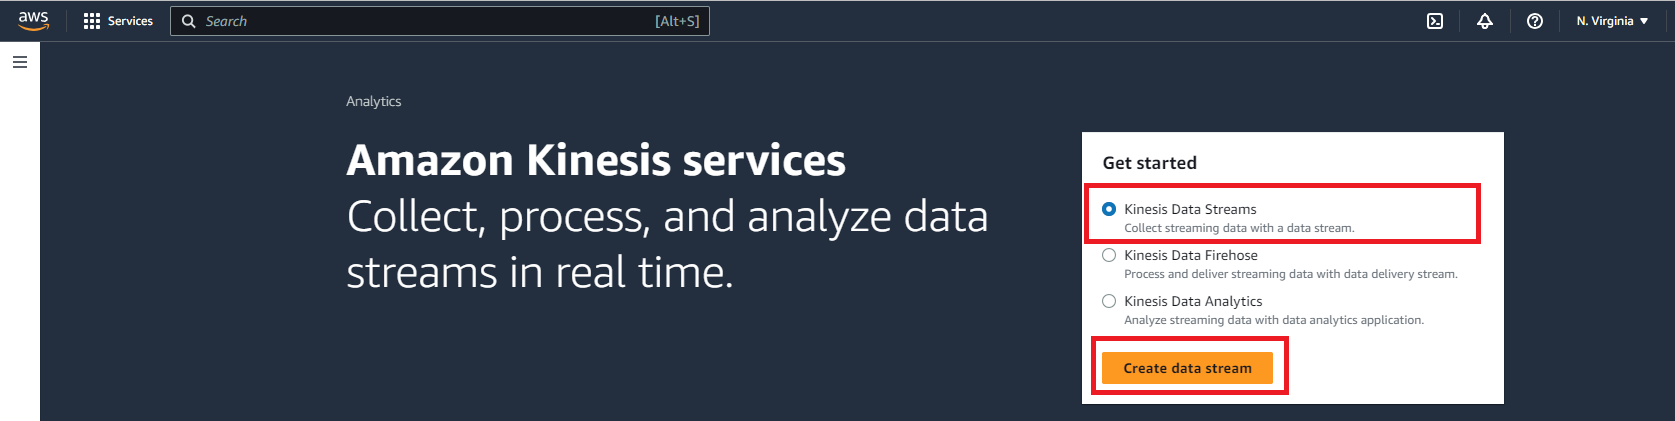 aws
Services
Search
[Alt+S]
N. Virginia
Analytics
Amazon Kinesis services
Collect, process, and analyze data
streams in real time.
Get started
Kinesis Data Streams
Collect streaming data with a data stream.
Kinesis Data Firehose
Process and deliver streaming data with data delivery stream.
Kinesis Data Analytics
Analyze streaming data with data analytics application.
Create data stream